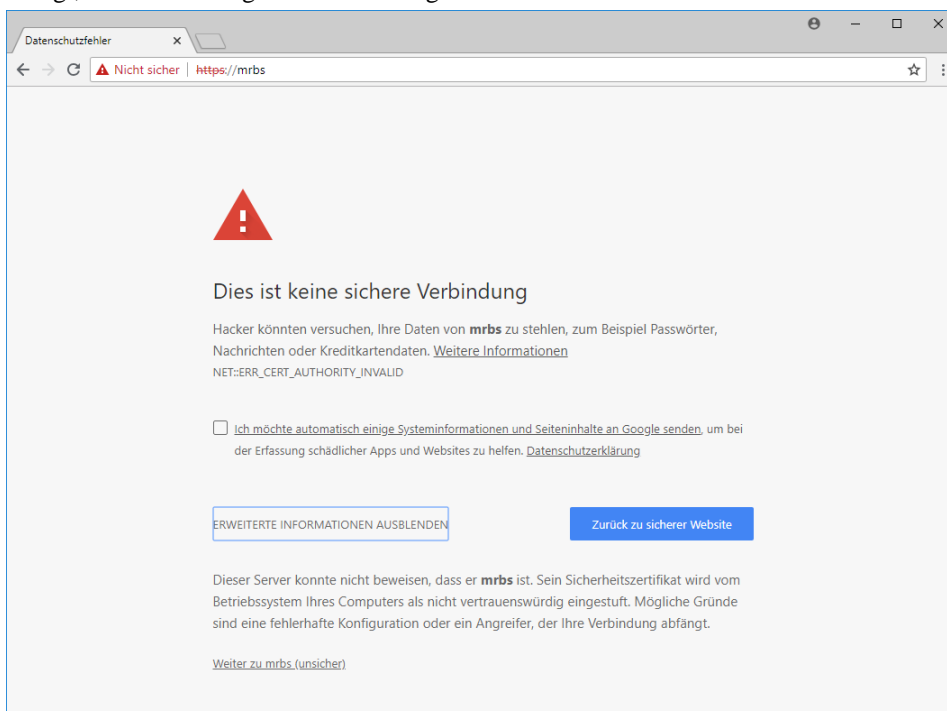 Datenschutzfehler
Nicht sicher | https://mrbs
Dies ist keine sichere Verbindung
Hacker könnten versuchen, Ihre Daten von mrbs zu stehlen, zum Beispiel Passwörter,
Nachrichten oder Kreditkartendaten. Weitere Informationen
NET::ERR_CERT_AUTHORITY_INVALID
Ich möchte automatisch einige Systeminformationen und Seiteninhalte an Google senden, um bei
der Erfassung schädlicher Apps und Websites zu helfen. Datenschutzerklärung
ERWEITERTE INFORMATIONEN AUSBLENDEN
Zurück zu sicherer Website
Dieser Server konnte nicht beweisen, dass er mrbs ist. Sein Sicherheitszertifikat wird vom
Betriebssystem Ihres Computers als nicht vertrauenswürdig eingestuft. Mögliche Gründe
sind eine fehlerhafte Konfiguration oder ein Angreifer, der Ihre Verbindung abfängt.
Weiter zu mrbs (unsicher)